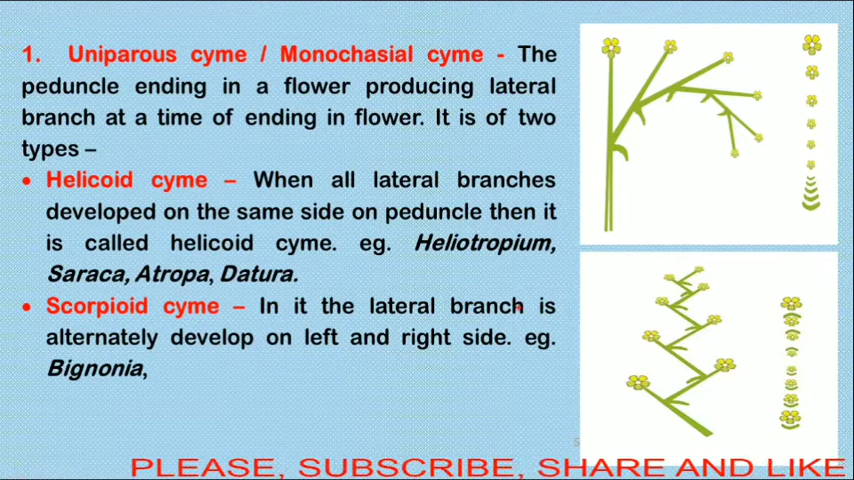 1. Uniparous cyme / Monochasial cyme - The
peduncle ending in a flower producing lateral
branch at a time of ending in flower. It is of two
types –
• Helicoid cyme – When all lateral branches
developed on the same side on peduncle then it
is called helicoid cyme. eg. Heliotropium,
Saraca, Atropa, Datura.
• Scorpioid cyme – In it the lateral branch is
alternately develop on left and right side. eg.
Bignonia,
PLEASE, SUBSCRIBE, SHARE AND LIKE